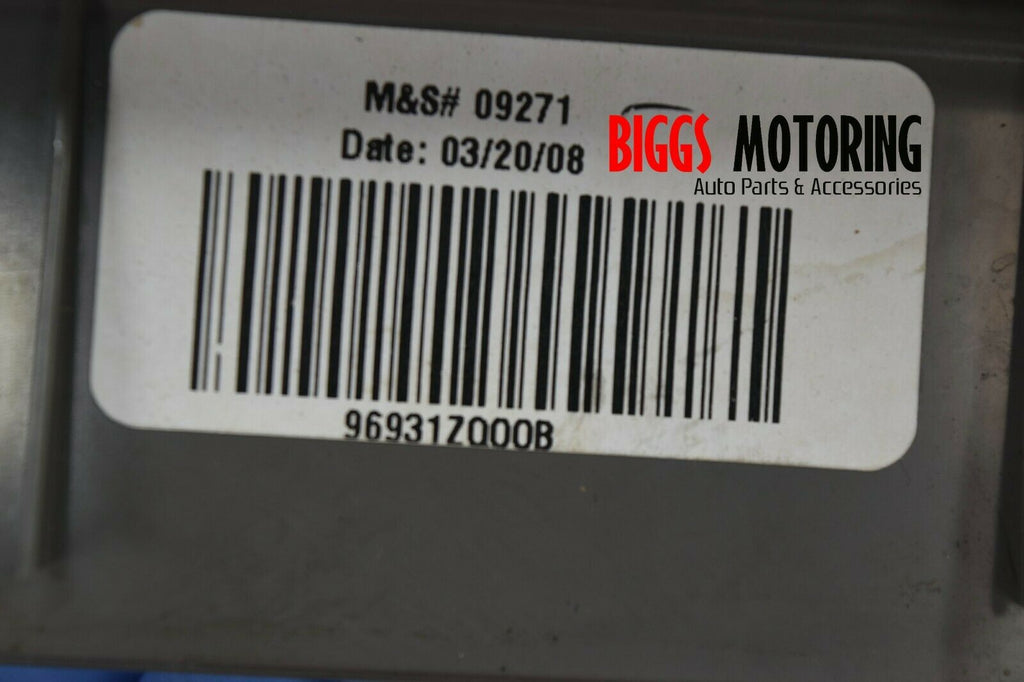 M&S# 09271
Date: 03/20/08
BIGGS MOTORING
Auto Parts & Accessories
96931ZQ00B